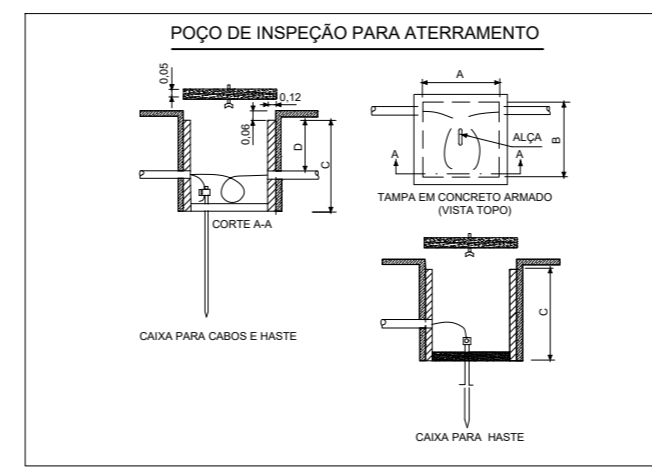 POÇO DE INSPEÇÃO PARA ATERRAMENTO
0,05
0,12
0,06
D
C
CORTE A-A
CAIXA PARA CABOS E HASTE
A
B
ALÇA
A
A
TAMPA EM CONCRETO ARMADO
(VISTA TOPO)
C
CAIXA PARA HASTE